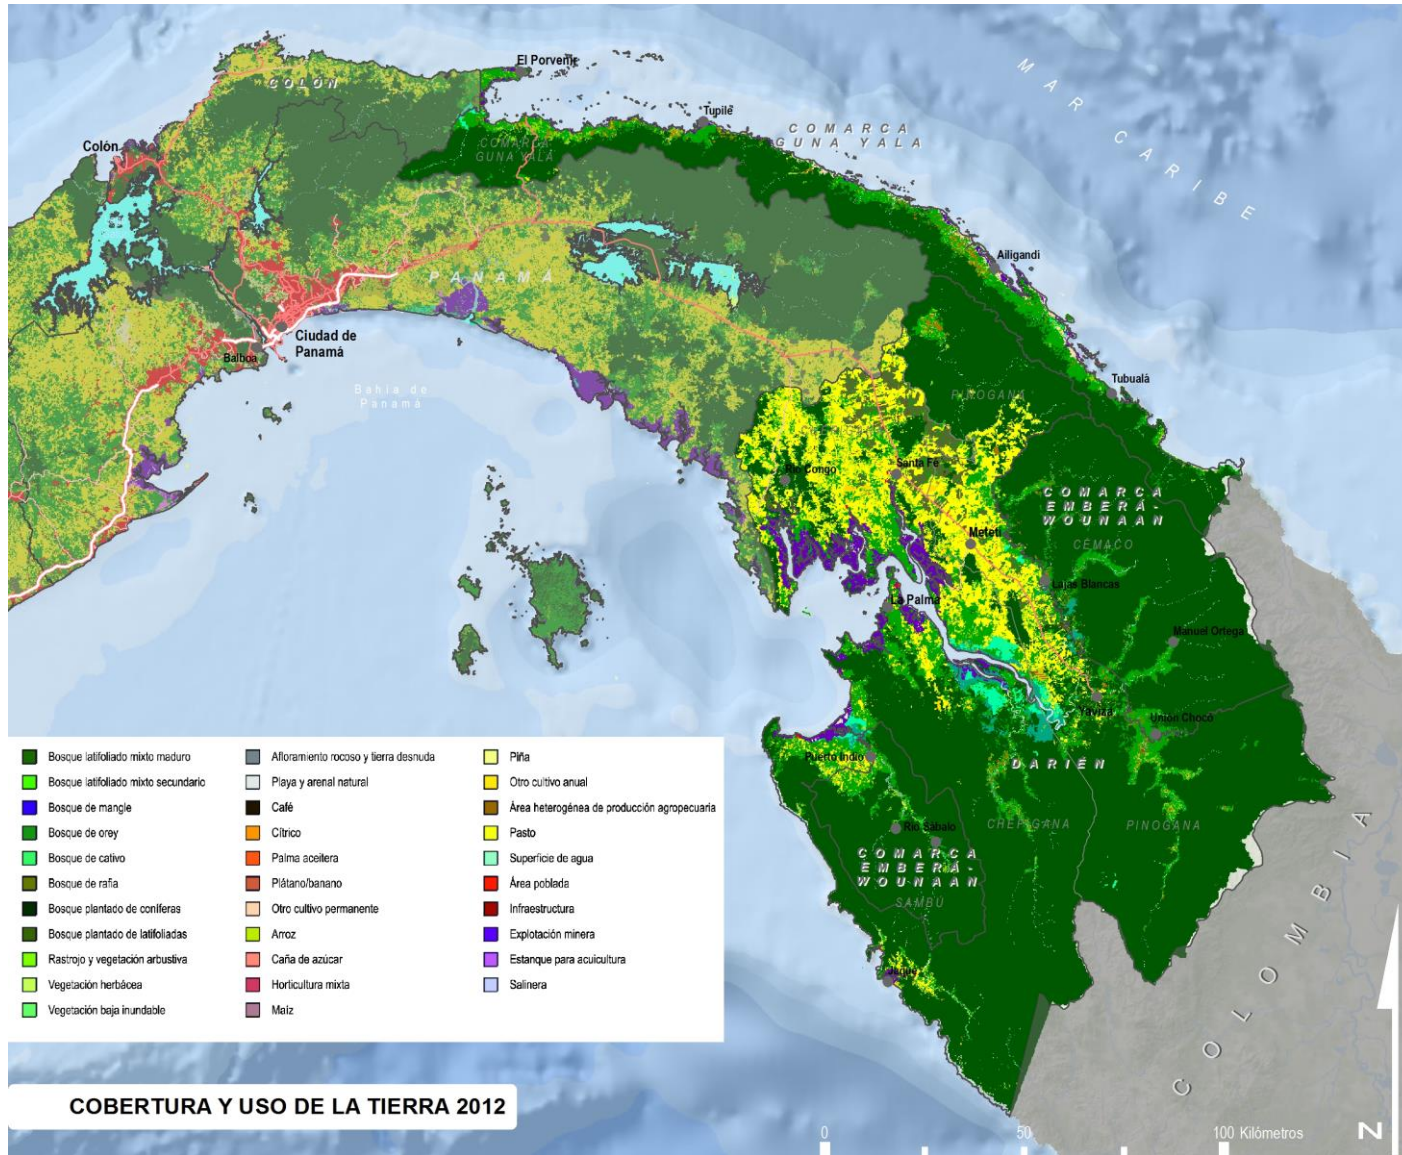 MAR CARIBE
El Porvenir
COLÓN
Tupile
COMARCA
GUNA YALA
COMARCA
GUNA YALA
Colón
Ailigandi
PANAMÁ
Ciudad de
Panamá
Balboa
Bahía de
Panamá
Tubualá
PINOGANA
Río Congo
Santa Fé
COMARCA
EMBERÁ-
WOUNAAN
CÉMACO
Metetí
Lajas Blancas
La Palma
Manuel Ortega
Yaviza
Unión Chocó
Puerto Indio
DARIÉN
Río Sábalo
CHEPIGANA
PINOGANA
COMARCA
EMBERÁ-
WOUNAAN
SAMBÚ
Jaqué
COLOMBIA
Bosque latifoliado mixto maduro
Bosque latifoliado mixto secundario
Bosque de mangle
Bosque de orey
Bosque de cativo
Bosque de rafia
Bosque plantado de coníferas
Bosque plantado de latifoliadas
Rastrojo y vegetación arbustiva
Vegetación herbácea
Vegetación baja inundable
Afloramiento rocoso y tierra desnuda
Playa y arenal natural
Café
Cítrico
Palma aceitera
Plátano/banano
Otro cultivo permanente
Arroz
Caña de azúcar
Horticultura mixta
Maíz
Piña
Otro cultivo anual
Área heterogénea de producción agropecuaria
Pasto
Superficie de agua
Área poblada
Infraestructura
Explotación minera
Estanque para acuicultura
Salinera
COBERTURA Y USO DE LA TIERRA 2012
0 50 100 Kilómetros
N